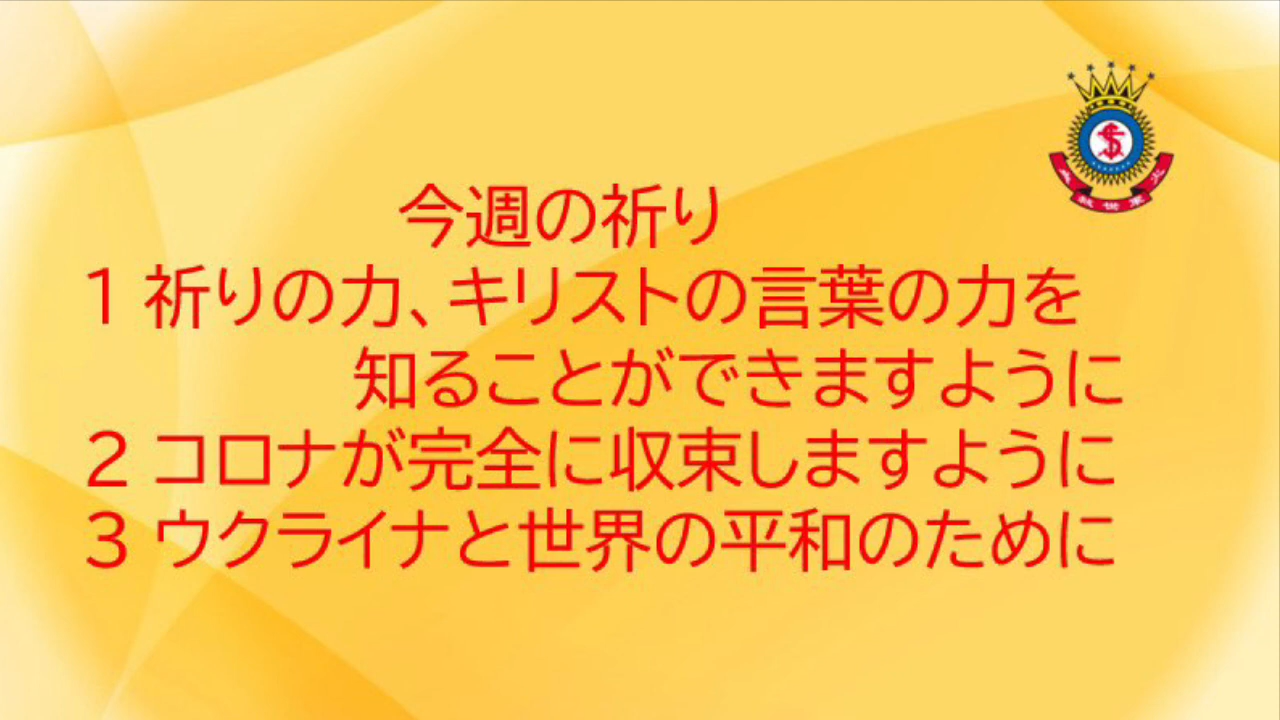 今週の祈り
１ 祈りの力、キリストの言葉の力を
知ることができますように
２ コロナが完全に収束しますように
３ ウクライナと世界の平和のために